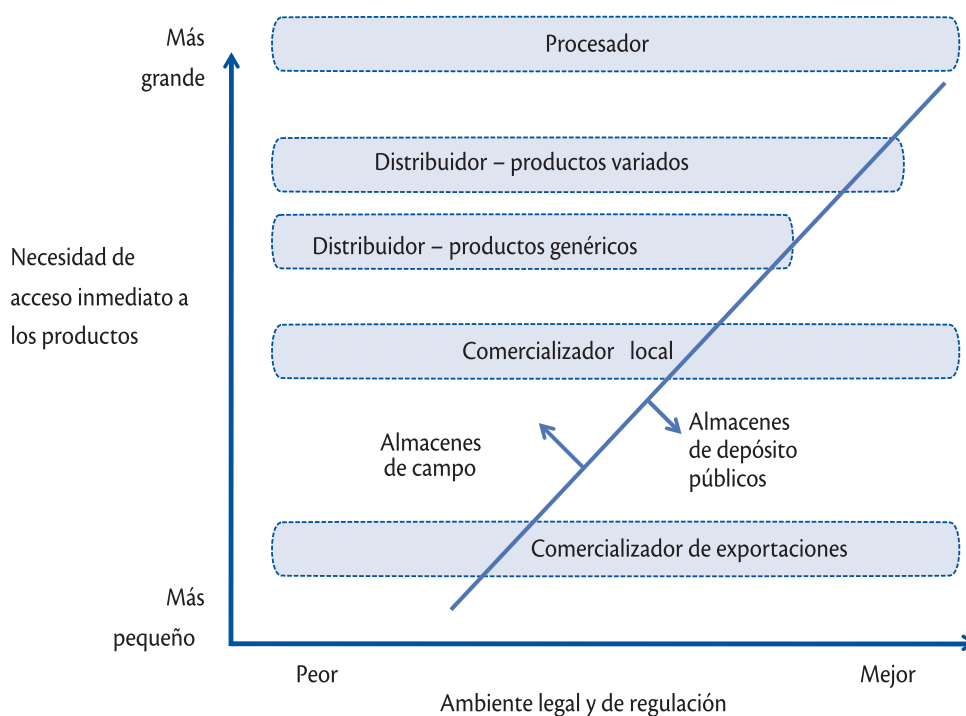 Más
grande
Procesador
Distribuidor – productos variados
Distribuidor – productos genéricos
Necesidad de
acceso inmediato a
los productos
Comercializador local
Almacenes
de campo
Almacenes
de depósito
públicos
Comercializador de exportaciones
Más
pequeño
Peor
Mejor
Ambiente legal y de regulación